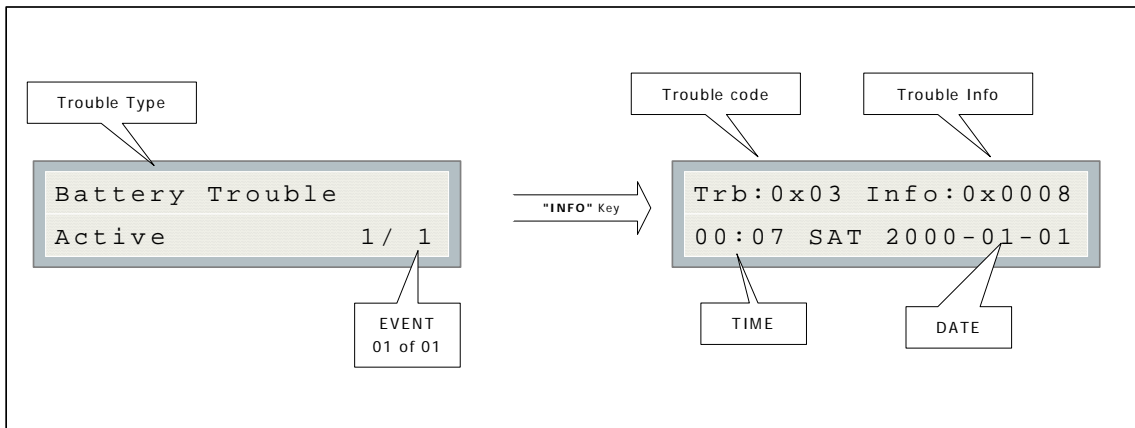 Trouble Type
Battery Trouble
Active 1/ 1
EVENT
01 of 01
"INFO" Key
Trouble code
Trouble Info
Trb:0x03 Info:0x0008
00:07 SAT 2000-01-01
TIME
DATE